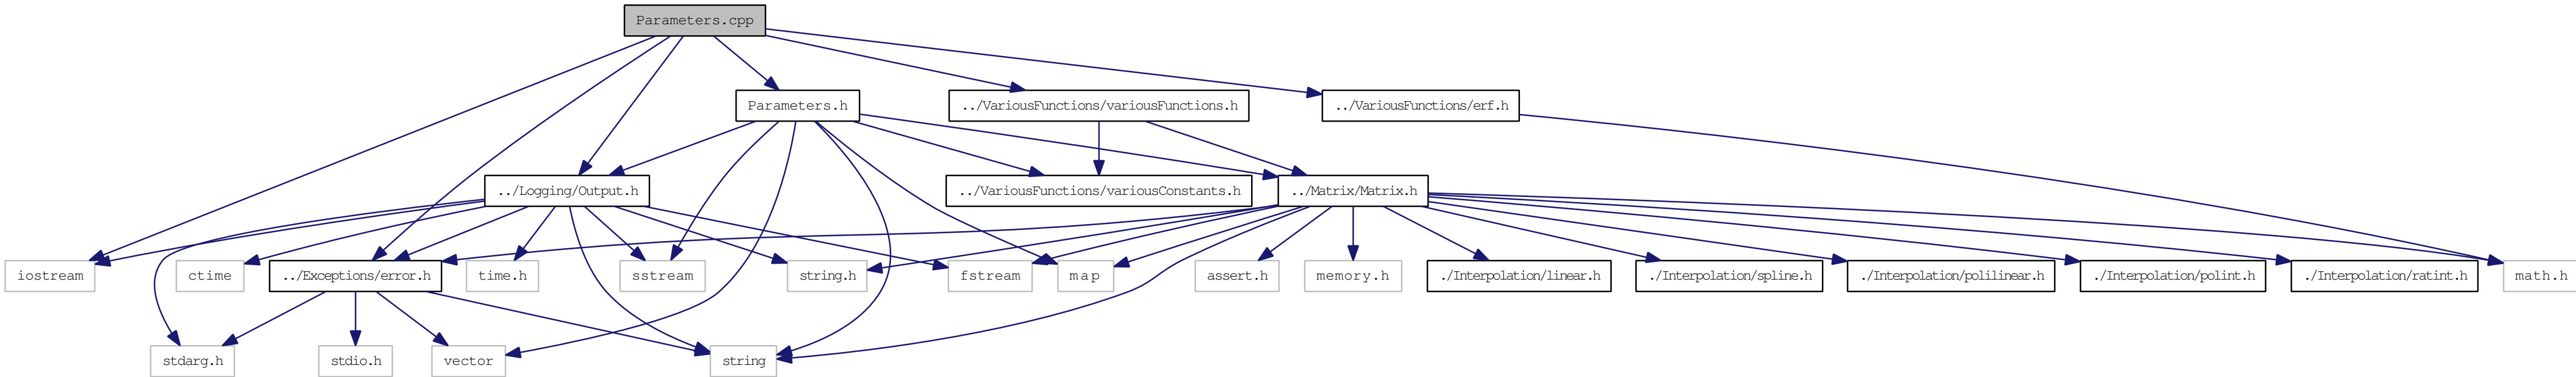 Parameters.cpp
Parameters.h
../VariousFunctions/variousFunctions.h
../VariousFunctions/erf.h
../Logging/Output.h
../VariousFunctions/variousConstants.h
../Matrix/Matrix.h
iostream
ctime
../Exceptions/error.h
time.h
sstream
string.h
fstream
map
assert.h
memory.h
./Interpolation/linear.h
./Interpolation/spline.h
./Interpolation/polilinear.h
./Interpolation/polint.h
./Interpolation/ratint.h
math.h
stdarg.h
stdio.h
vector
string